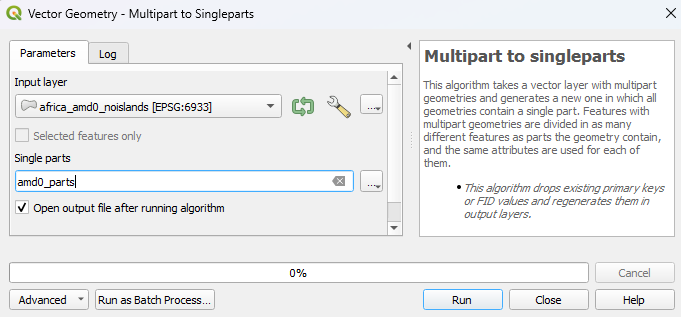 Vector Geometry - Multipart to Singleparts
Parameters
Log
Input layer
africa_amd0_noislands [EPSG:6933]
...
Selected features only
Single parts
amd0_parts
...
Open output file after running algorithm
Multipart to singleparts
This algorithm takes a vector layer with multipart
geometries and generates a new one in which all
geometries contain a single part. Features with
multipart geometries are divided in as many
different features as parts the geometry contain,
and the same attributes are used for each of
them.
• This algorithm drops existing primary keys
or FID values and regenerates them in
output layers.
0%
Cancel
Advanced
Run as Batch Process...
Run
Close
Help